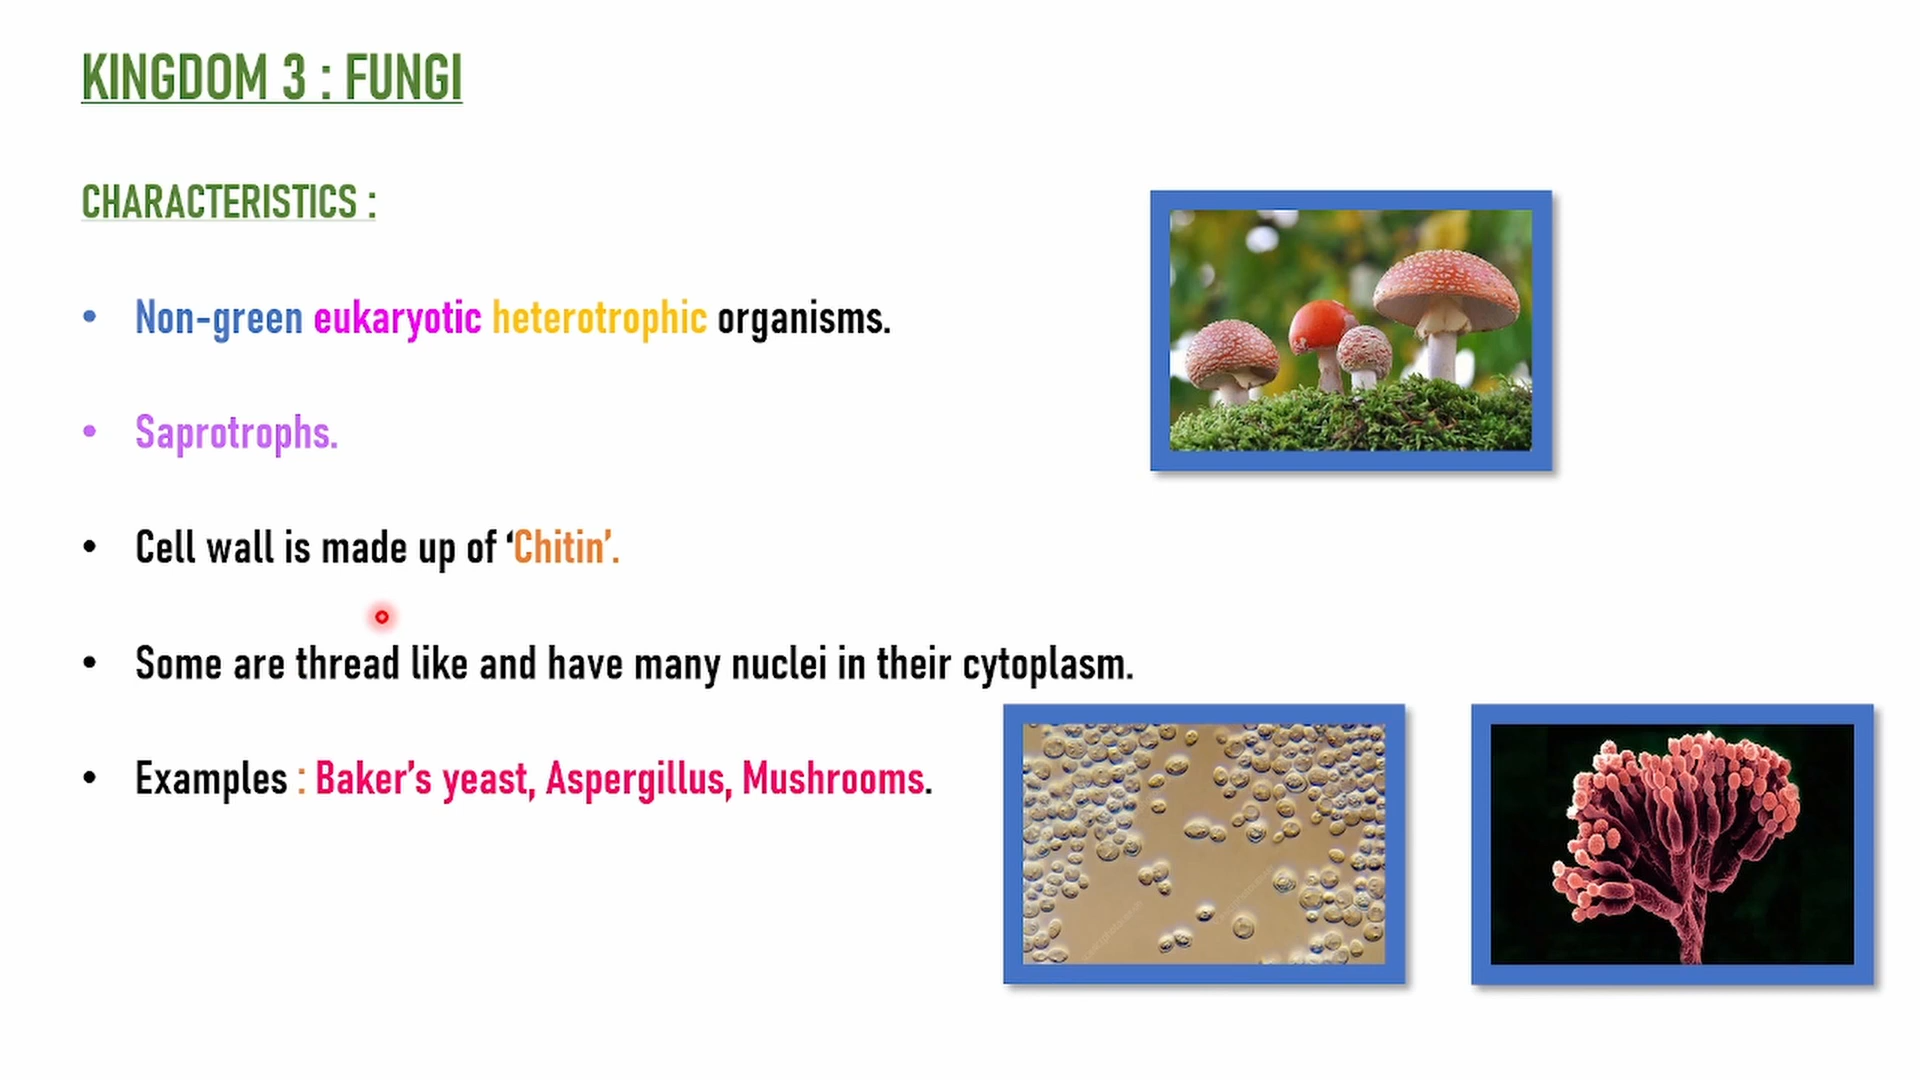 KINGDOM 3 : FUNGI
CHARACTERISTICS :
• Non-green eukaryotic heterotrophic organisms.
• Saprotrophs.
• Cell wall is made up of ‘Chitin’.
• Some are thread like and have many nuclei in their cytoplasm.
• Examples : Baker’s yeast, Aspergillus, Mushrooms.